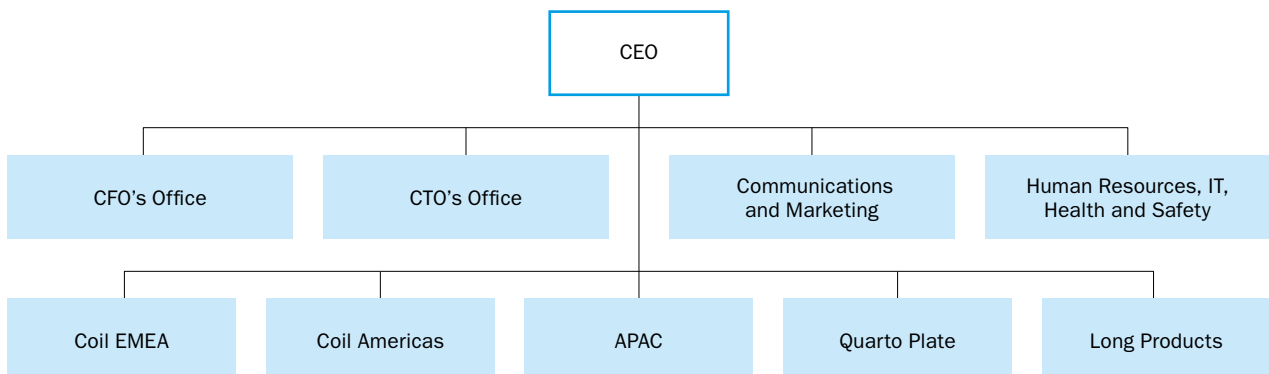 CEO
CFO’s Office
CTO’s Office
Communications
and Marketing
Human Resources, IT,
Health and Safety
Coil EMEA
Coil Americas
APAC
Quarto Plate
Long Products